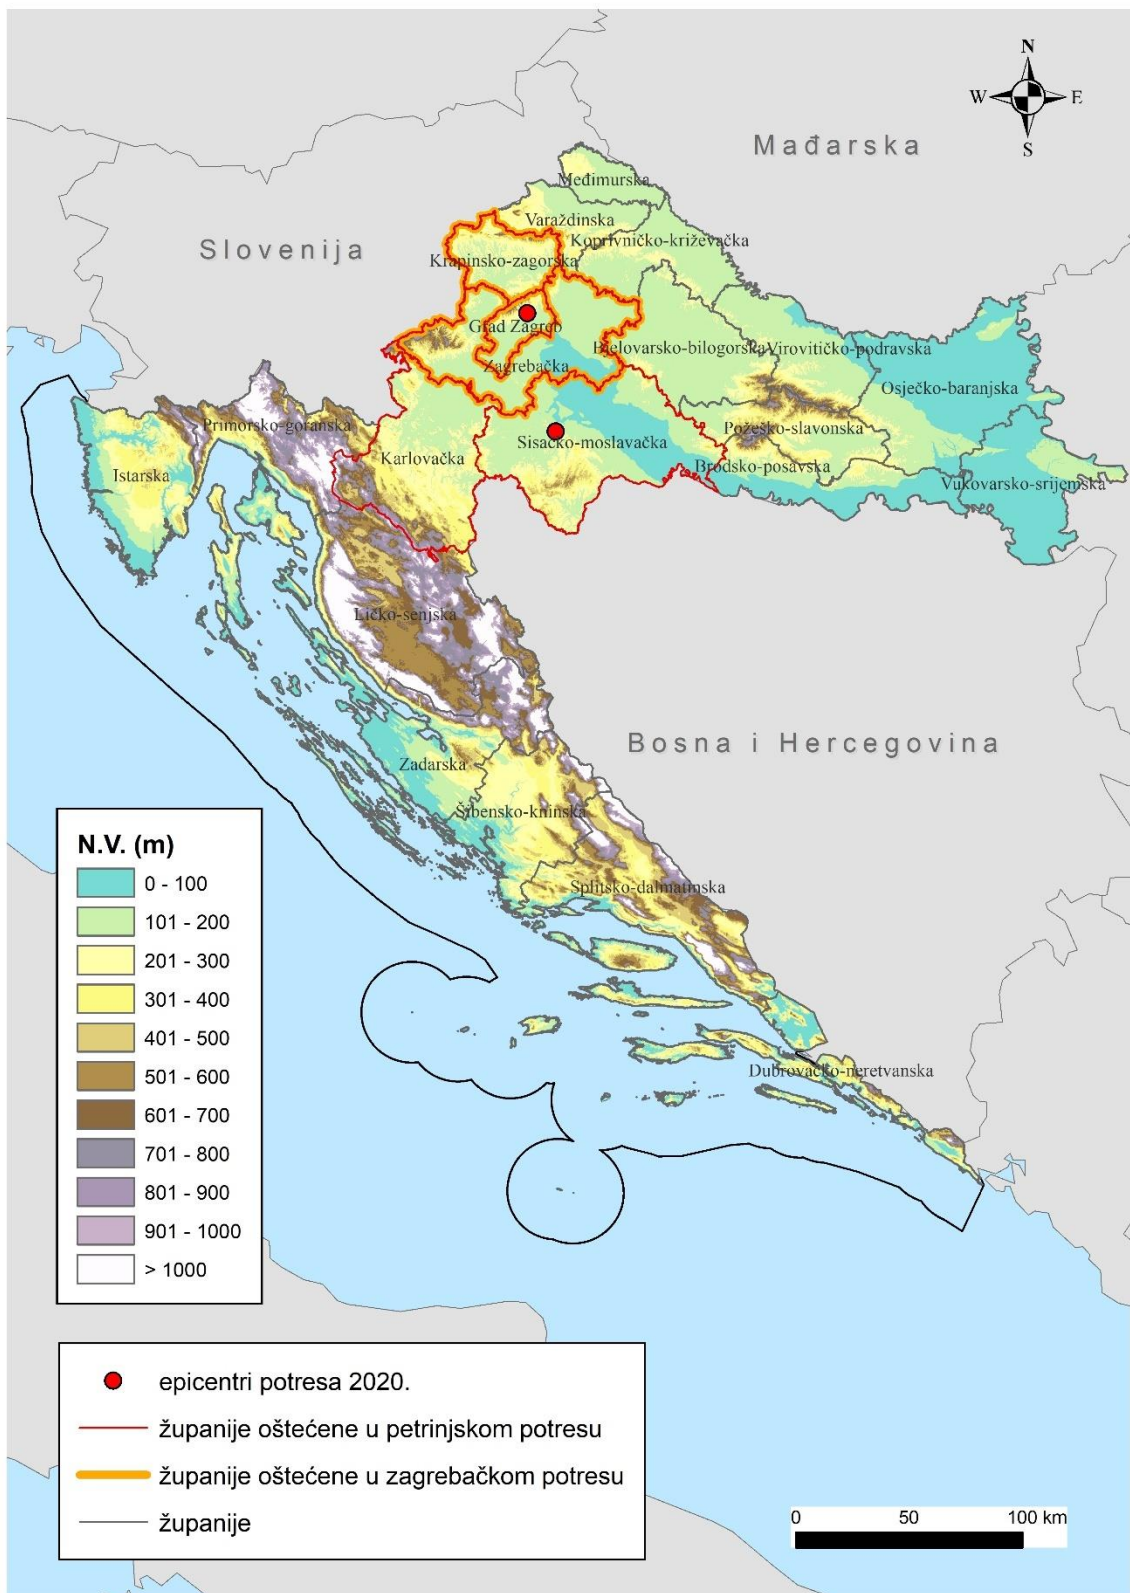 N
W E
S
Mađarska
Slovenija
Međimurska
Varaždinska
Koprivničko-križevačka
Krapinsko-zagorska
Grad Zagreb
Bjelovarsko-bilogorska
Virovitičko-podravska
Zagrebačka
Osječko-baranjska
Primorsko-goranska
Sisačko-moslavačka
Požeško-slavonska
Karlovačka
Brodsko-posavska
Istarska
Vukovarsko-srijemska
Ličko-senjska
Bosna i Hercegovina
Zadarska
Šibensko-kninska
Splitsko-dalmatinska
Dubrovačko-neretvanska
N.V. (m)
0 - 100
101 - 200
201 - 300
301 - 400
401 - 500
501 - 600
601 - 700
701 - 800
801 - 900
901 - 1000
> 1000
epicentri potresa 2020.
županije oštećene u petrinjskom potresu
županije oštećene u zagrebačkom potresu
županije
0 50 100 km